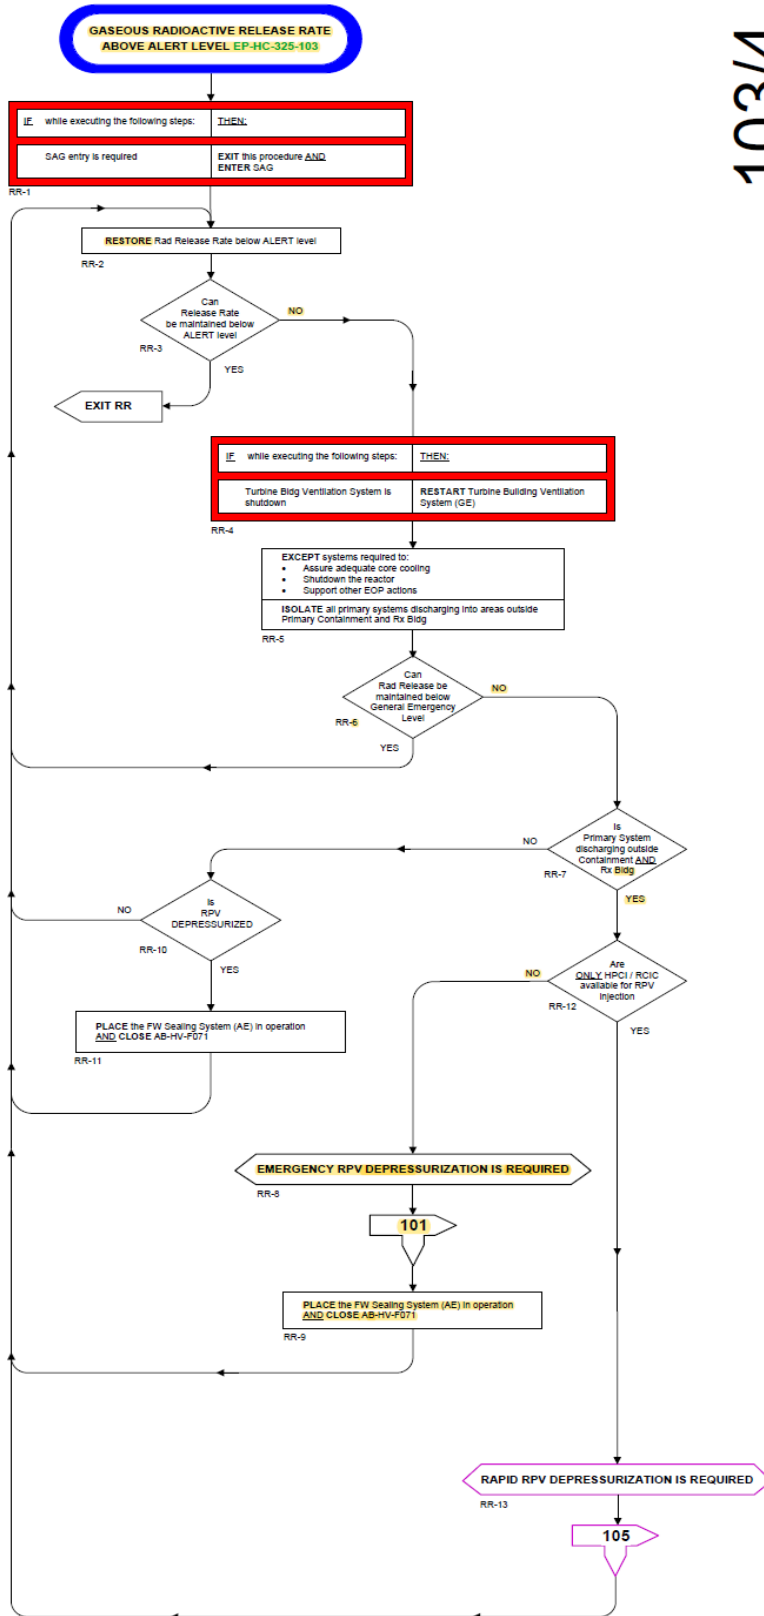 GASEOUS RADIOACTIVE RELEASE RATE
ABOVE ALERT LEVEL EP-HC-325-103
103/4
IF while executing the following steps:
THEN:
SAG entry is required
EXIT this procedure AND
ENTER SAG
RR-1
RESTORE Rad Release Rate below ALERT level
RR-2
Can
Release Rate
be maintained below
ALERT level
RR-3
NO
YES
EXIT RR
IF while executing the following steps:
THEN:
Turbine Bldg Ventilation System is
shutdown
RESTART Turbine Building Ventilation
System (GE)
RR-4
EXCEPT systems required to:
• Assure adequate core cooling
• Shutdown the reactor
• Support other EOP actions
ISOLATE all primary systems discharging into areas outside
Primary Containment and Rx Bldg
RR-5
Can
Rad Release be
maintained below
General Emergency
Level
RR-6
NO
YES
Is
Primary System
discharging outside
Containment AND
Rx Bldg
RR-7
NO
YES
Is
RPV
DEPRESSURIZED
RR-10
NO
YES
Are
ONLY HPCI / RCIC
available for RPV
Injection
RR-12
NO
YES
PLACE the FW Sealing System (AE) in operation
AND CLOSE AB-HV-F071
RR-11
EMERGENCY RPV DEPRESSURIZATION IS REQUIRED
RR-8
101
PLACE the FW Sealing System (AE) in operation
AND CLOSE AB-HV-F071
RR-9
RAPID RPV DEPRESSURIZATION IS REQUIRED
RR-13
105